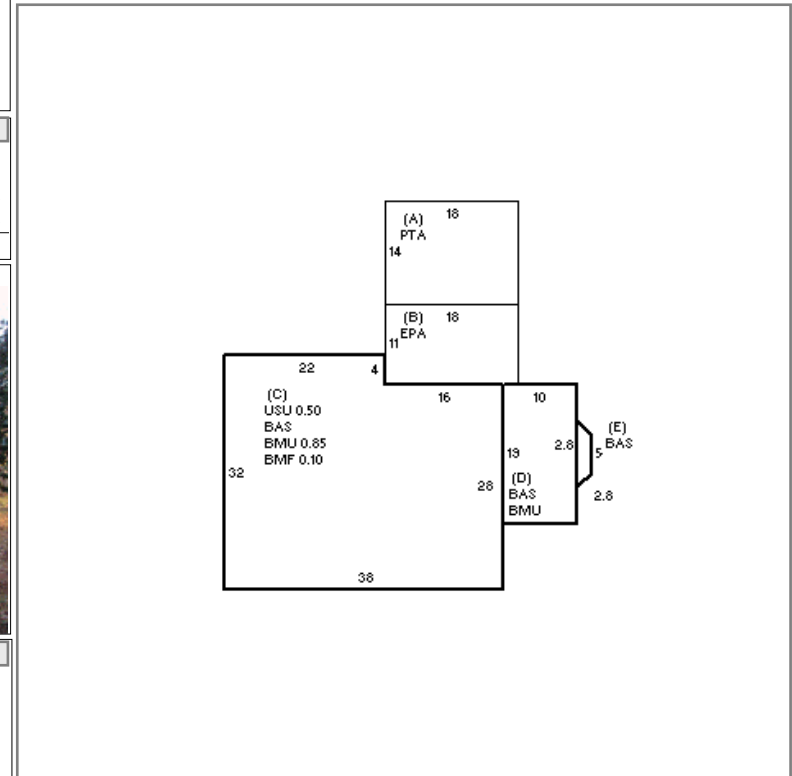 (A)
PTA
18
14
(B)
EPA
18
11
22
4
(C)
USU 0.50
BAS
BMU 0.85
BMF 0.10
32
16
28
38
10
19
2.8
(D)
BAS
BMU
(E)
BAS
5
2.8